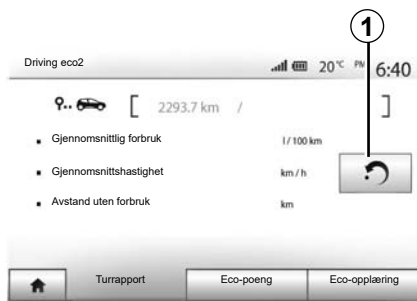 1
Driving eco2 20°C PM 6:40
[ 2293.7 km / ]
Gjennomsnittlig forbruk l / 100 km
Gjennomsnittshastighet km / h
Avstand uten forbruk km
Turrapport Eco-poeng Eco-opplæring